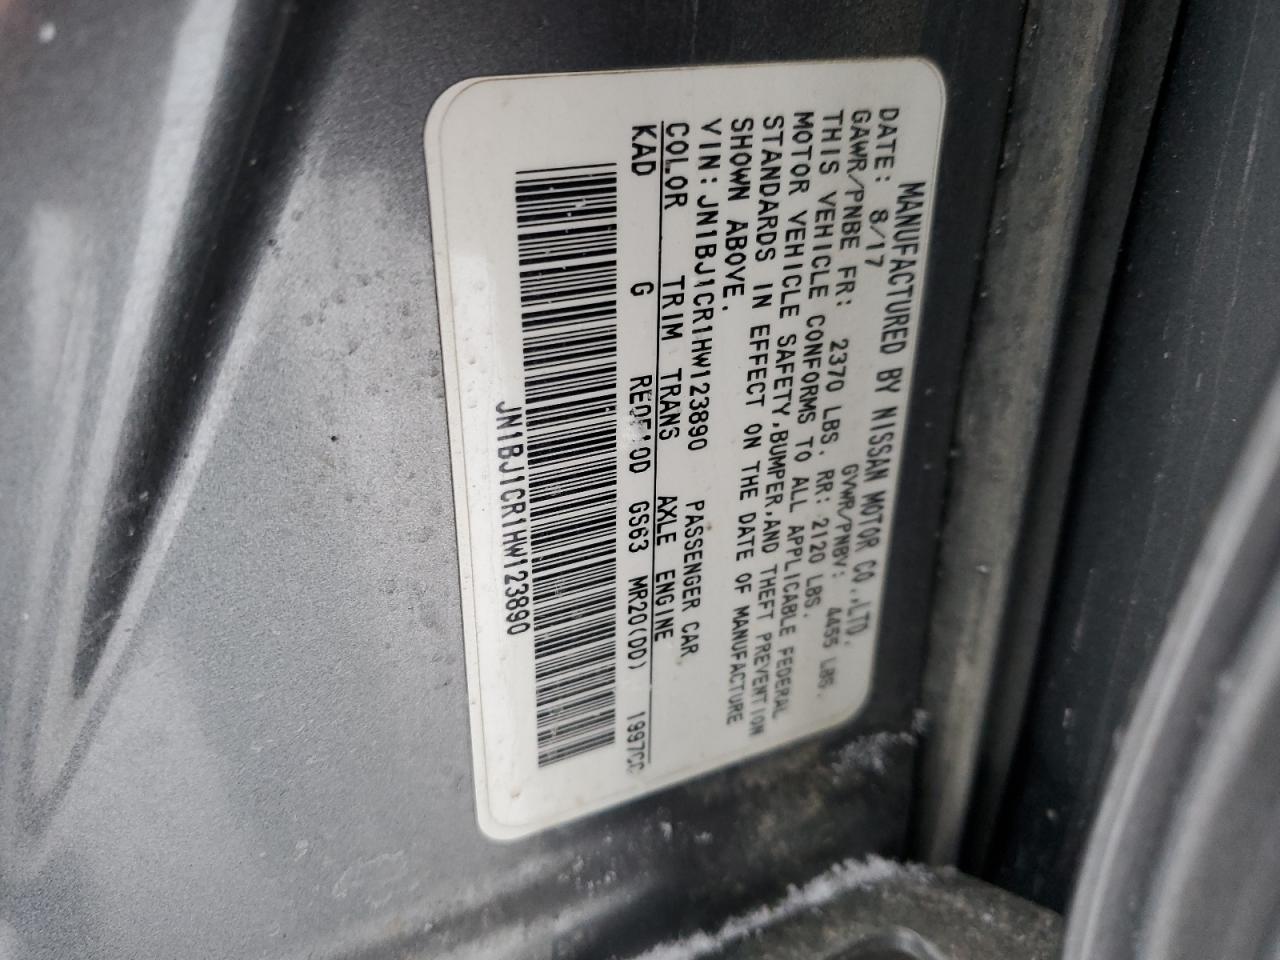 MANUFACTURED BY NISSAN MOTOR CO.,LTD.
DATE: 8/17 GVWR/PNBV: 4455 LBS.
GAWR/PNBE FR: 2370 LBS. RR: 2120 LBS.
THIS VEHICLE CONFORMS TO ALL APPLICABLE FEDERAL
MOTOR VEHICLE SAFETY,BUMPER,AND THEFT PREVENTION
STANDARDS IN EFFECT ON THE DATE OF MANUFACTURE
SHOWN ABOVE.
VIN:JN1BJ1CR1HW123890 PASSENGER CAR
COLOR TRIM TRANS AXLE ENGINE
KAD G RE0F10D GS63 MR20(DD) 1997CC
JN1BJ1CR1HW123890